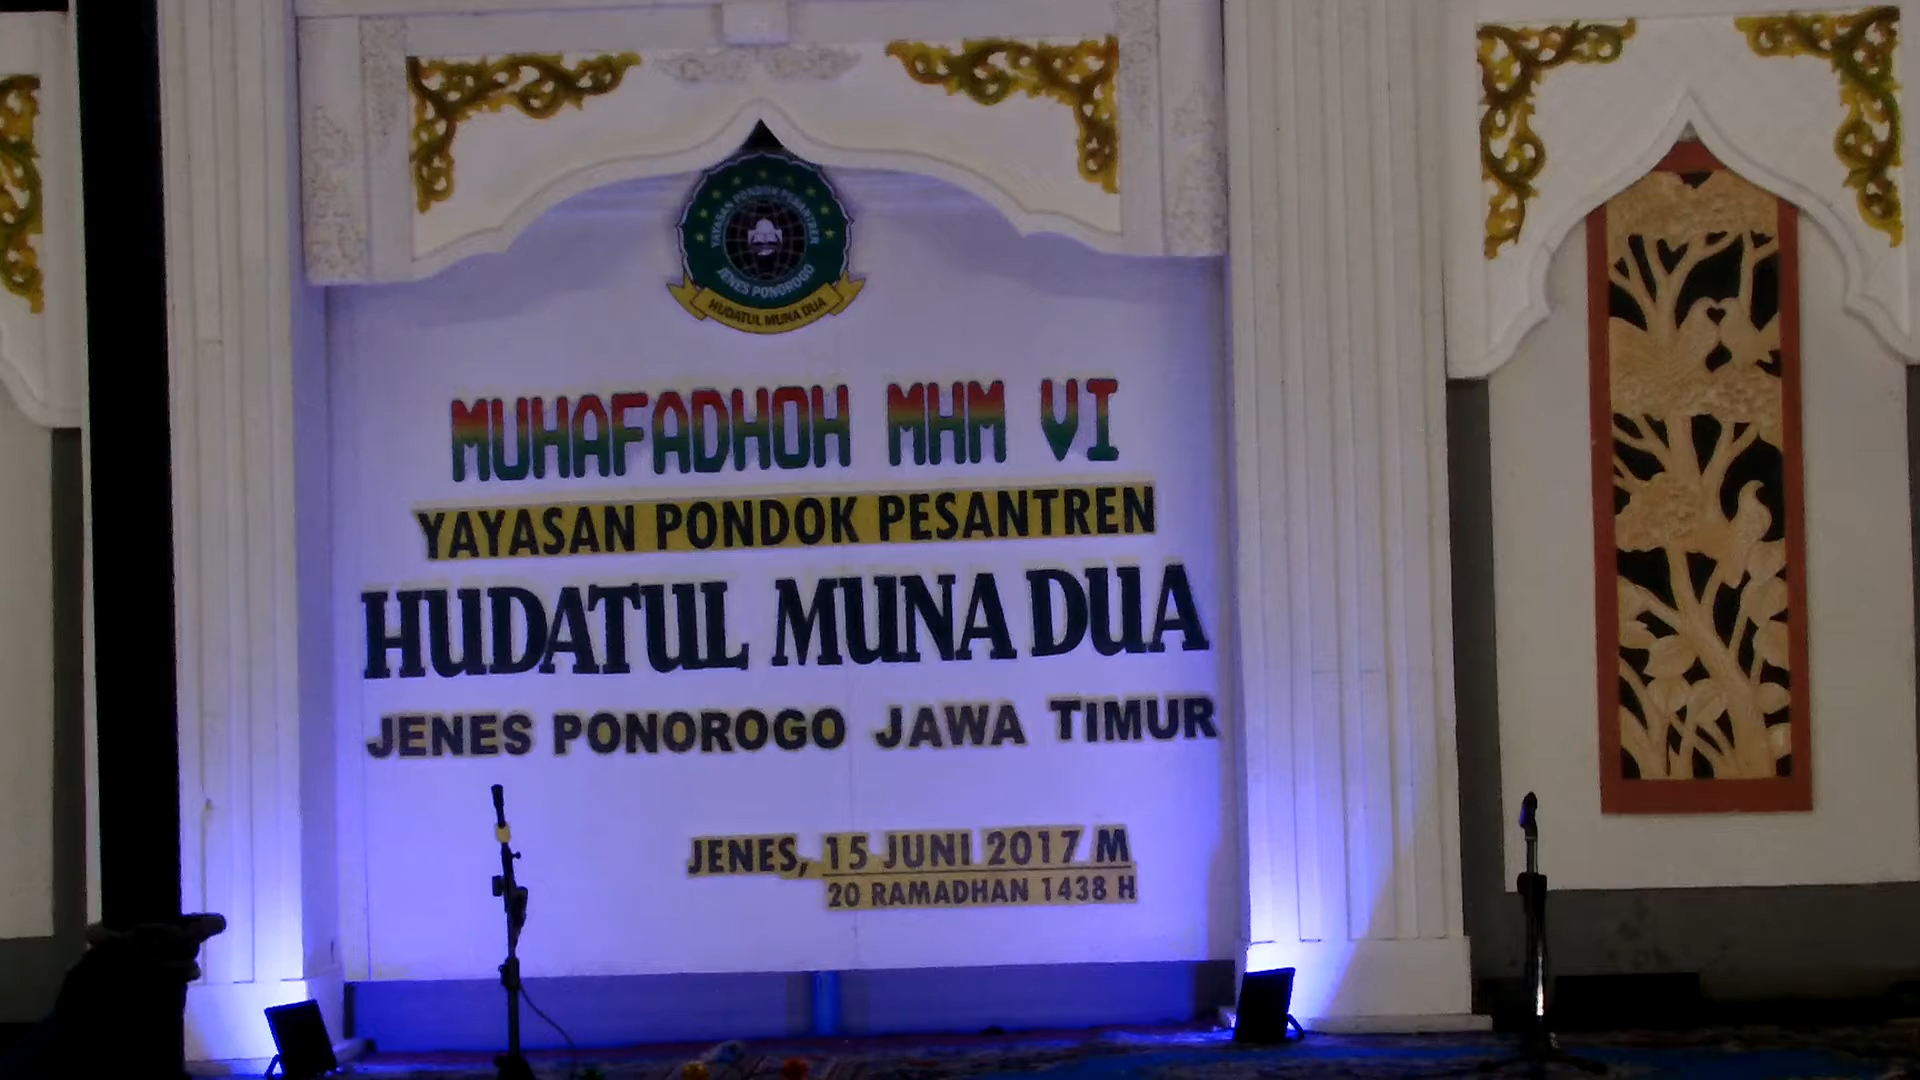 YAYASAN PONDOK PESANTREN
JENES PONOROGO
HUDATUL MUNA DUA
MUHAFADHOH MHM VI
YAYASAN PONDOK PESANTREN
HUDATUL MUNA DUA
JENES PONOROGO JAWA TIMUR
JENES, 15 JUNI 2017 M
20 RAMADHAN 1438 H